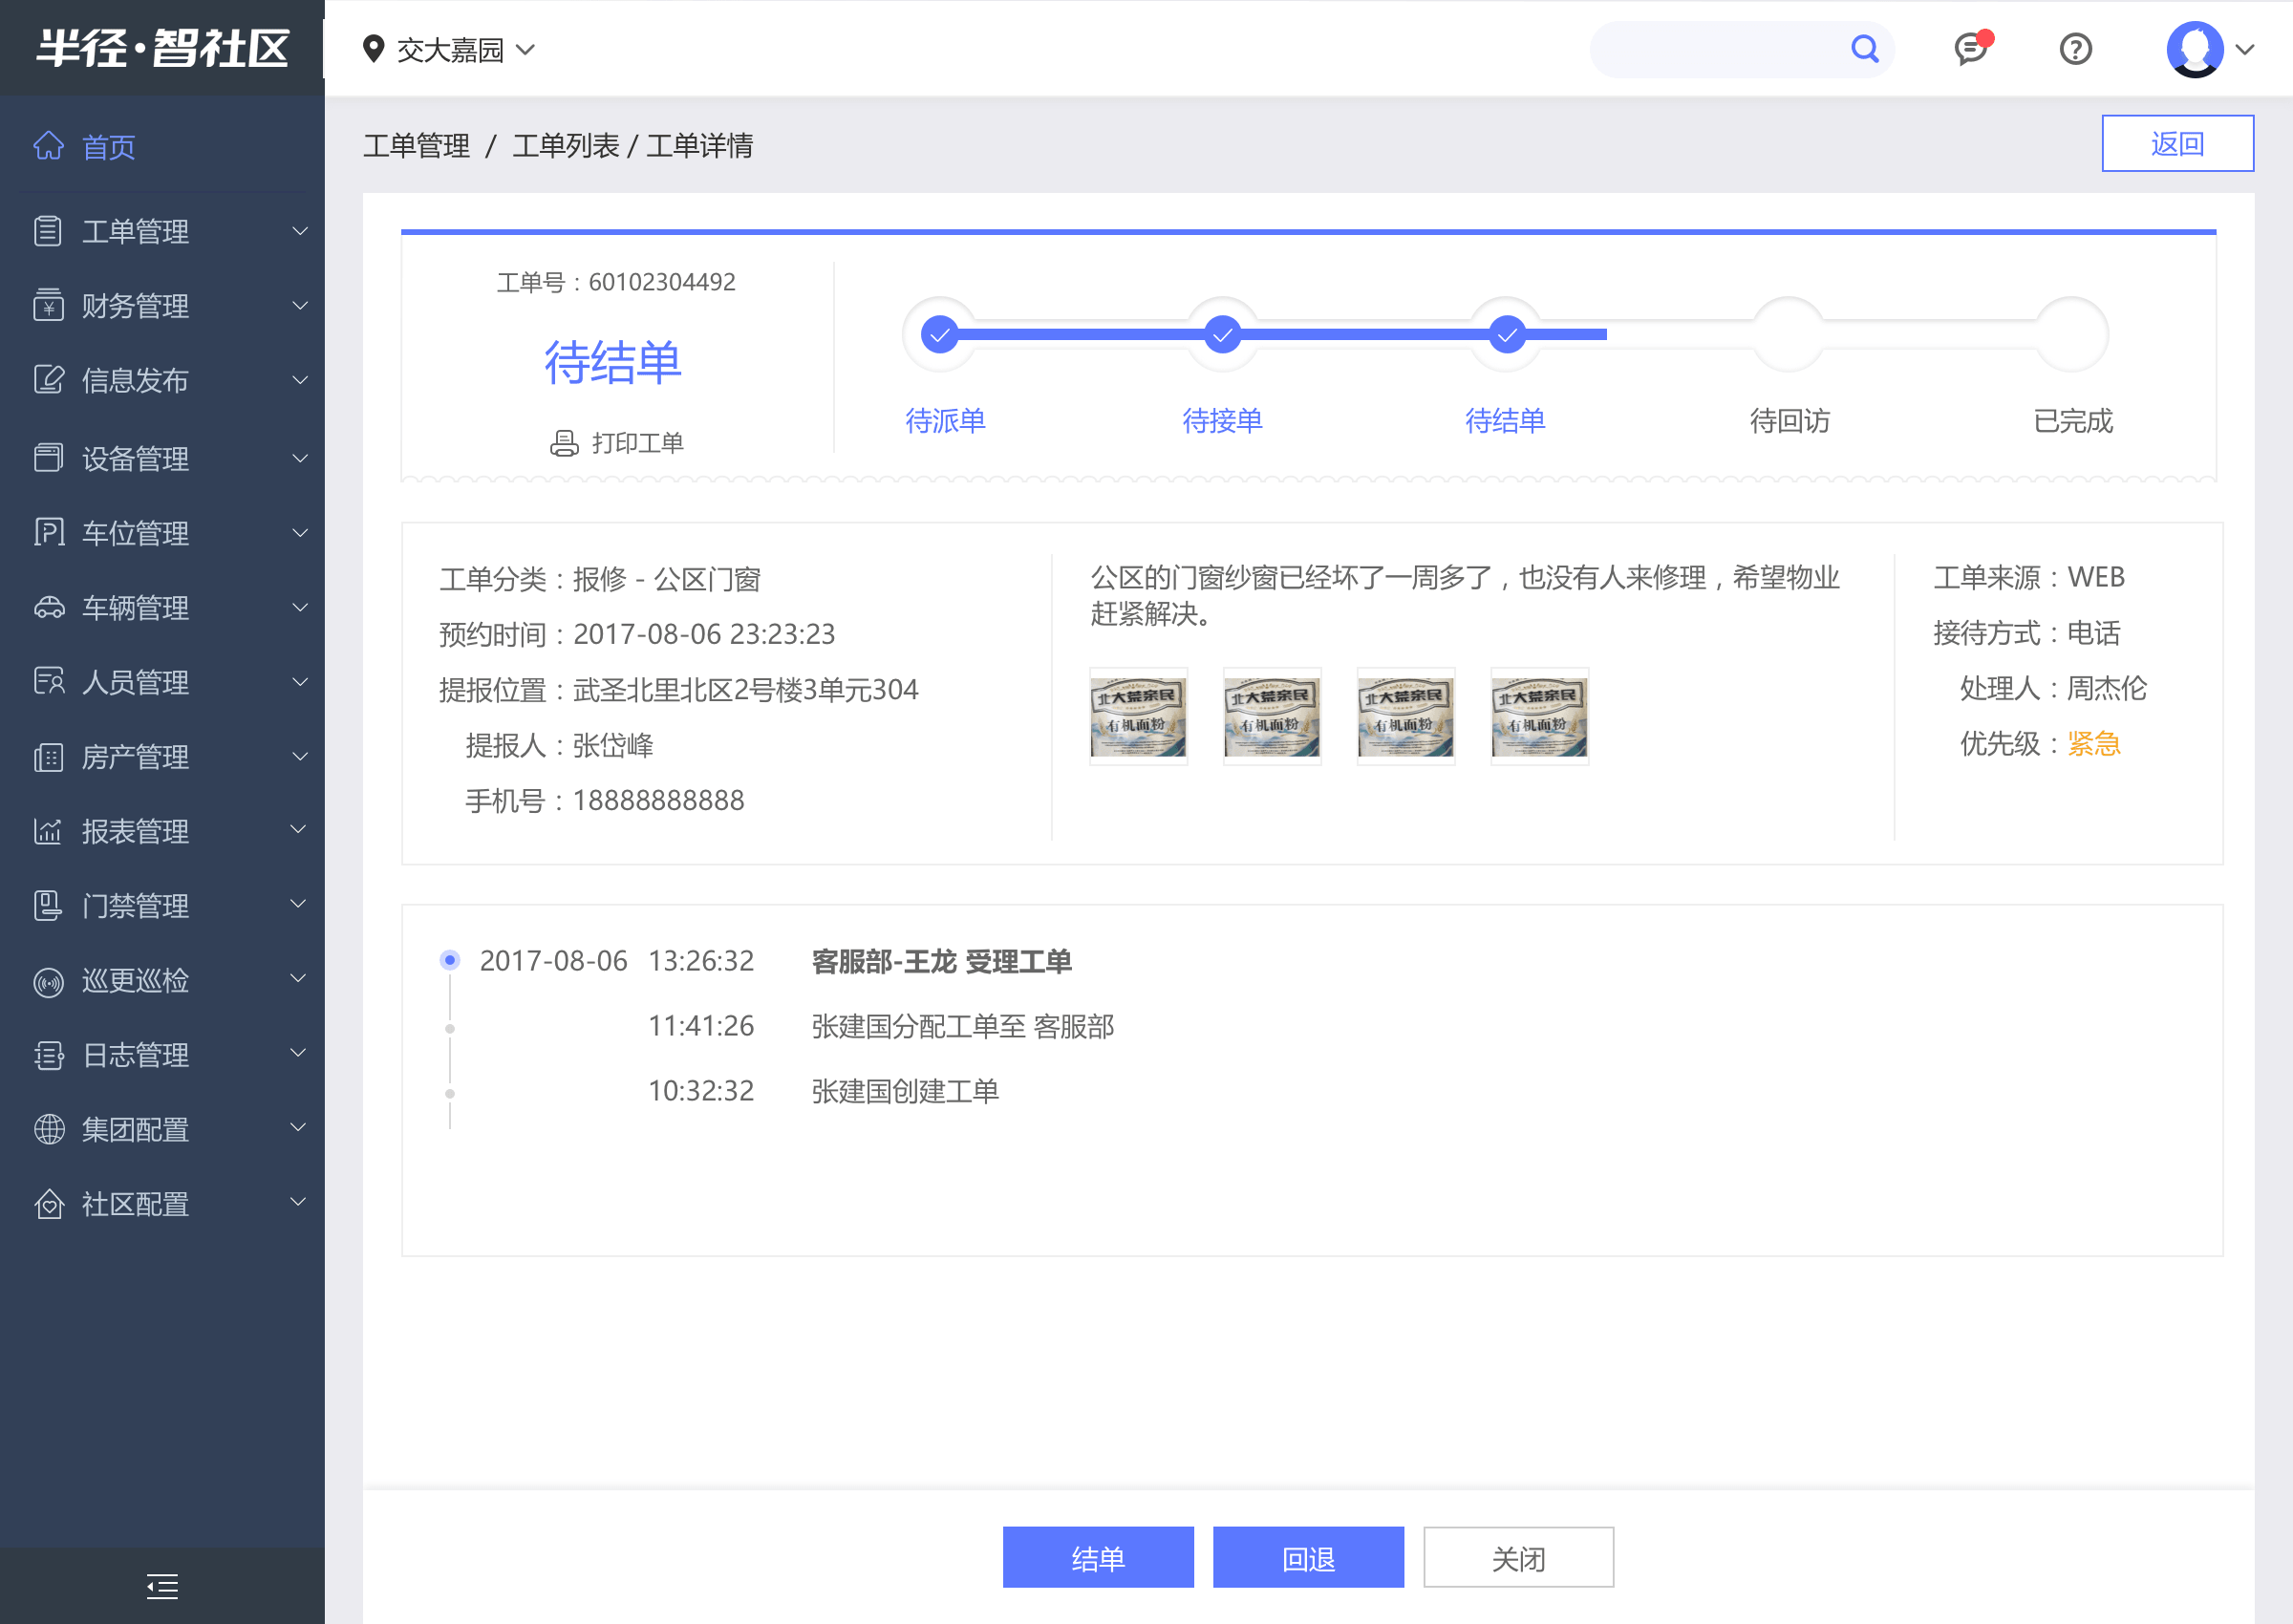 半径·智社区
交大嘉园
首页
工单管理
财务管理
信息发布
设备管理
车位管理
车辆管理
人员管理
房产管理
报表管理
门禁管理
巡更巡检
日志管理
集团配置
社区配置
工单管理 / 工单列表 / 工单详情
返回
工单号：60102304492
待结单
打印工单
待派单
待接单
待结单
待回访
已完成
工单分类：报修 - 公区门窗
预约时间：2017-08-06 23:23:23
提报位置：武圣北里北区2号楼3单元304
提报人：张岱峰
手机号：18888888888
公区的门窗纱窗已经坏了一周多了，也没有人来修理，希望物业
赶紧解决。
北大荒亲民
有机面粉
北大荒亲民
有机面粉
北大荒亲民
有机面粉
北大荒亲民
有机面粉
工单来源：WEB
接待方式：电话
处理人：周杰伦
优先级：紧急
2017-08-06 13:26:32 客服部-王龙 受理工单
11:41:26 张建国分配工单至 客服部
10:32:32 张建国创建工单
结单
回退
关闭